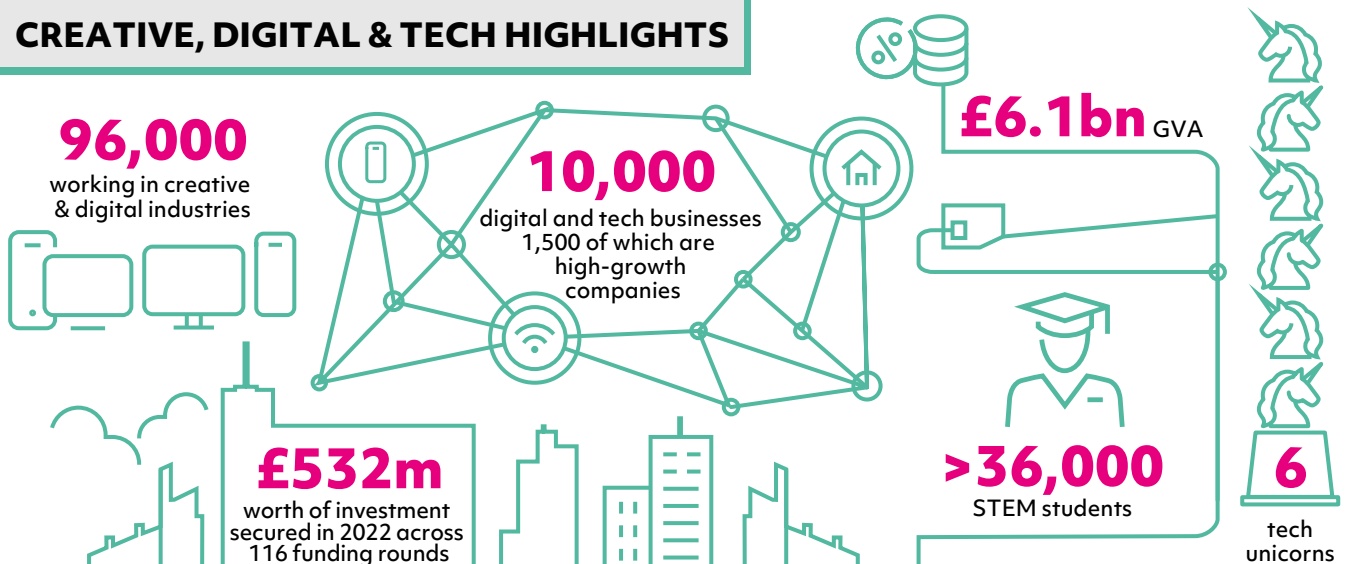 CREATIVE, DIGITAL & TECH HIGHLIGHTS
96,000
working in creative
& digital industries
10,000
digital and tech businesses
1,500 of which are
high-growth
companies
%
£6.1bn GVA
£532m
worth of investment
secured in 2022 across
116 funding rounds
>36,000
STEM students
6
tech
unicorns